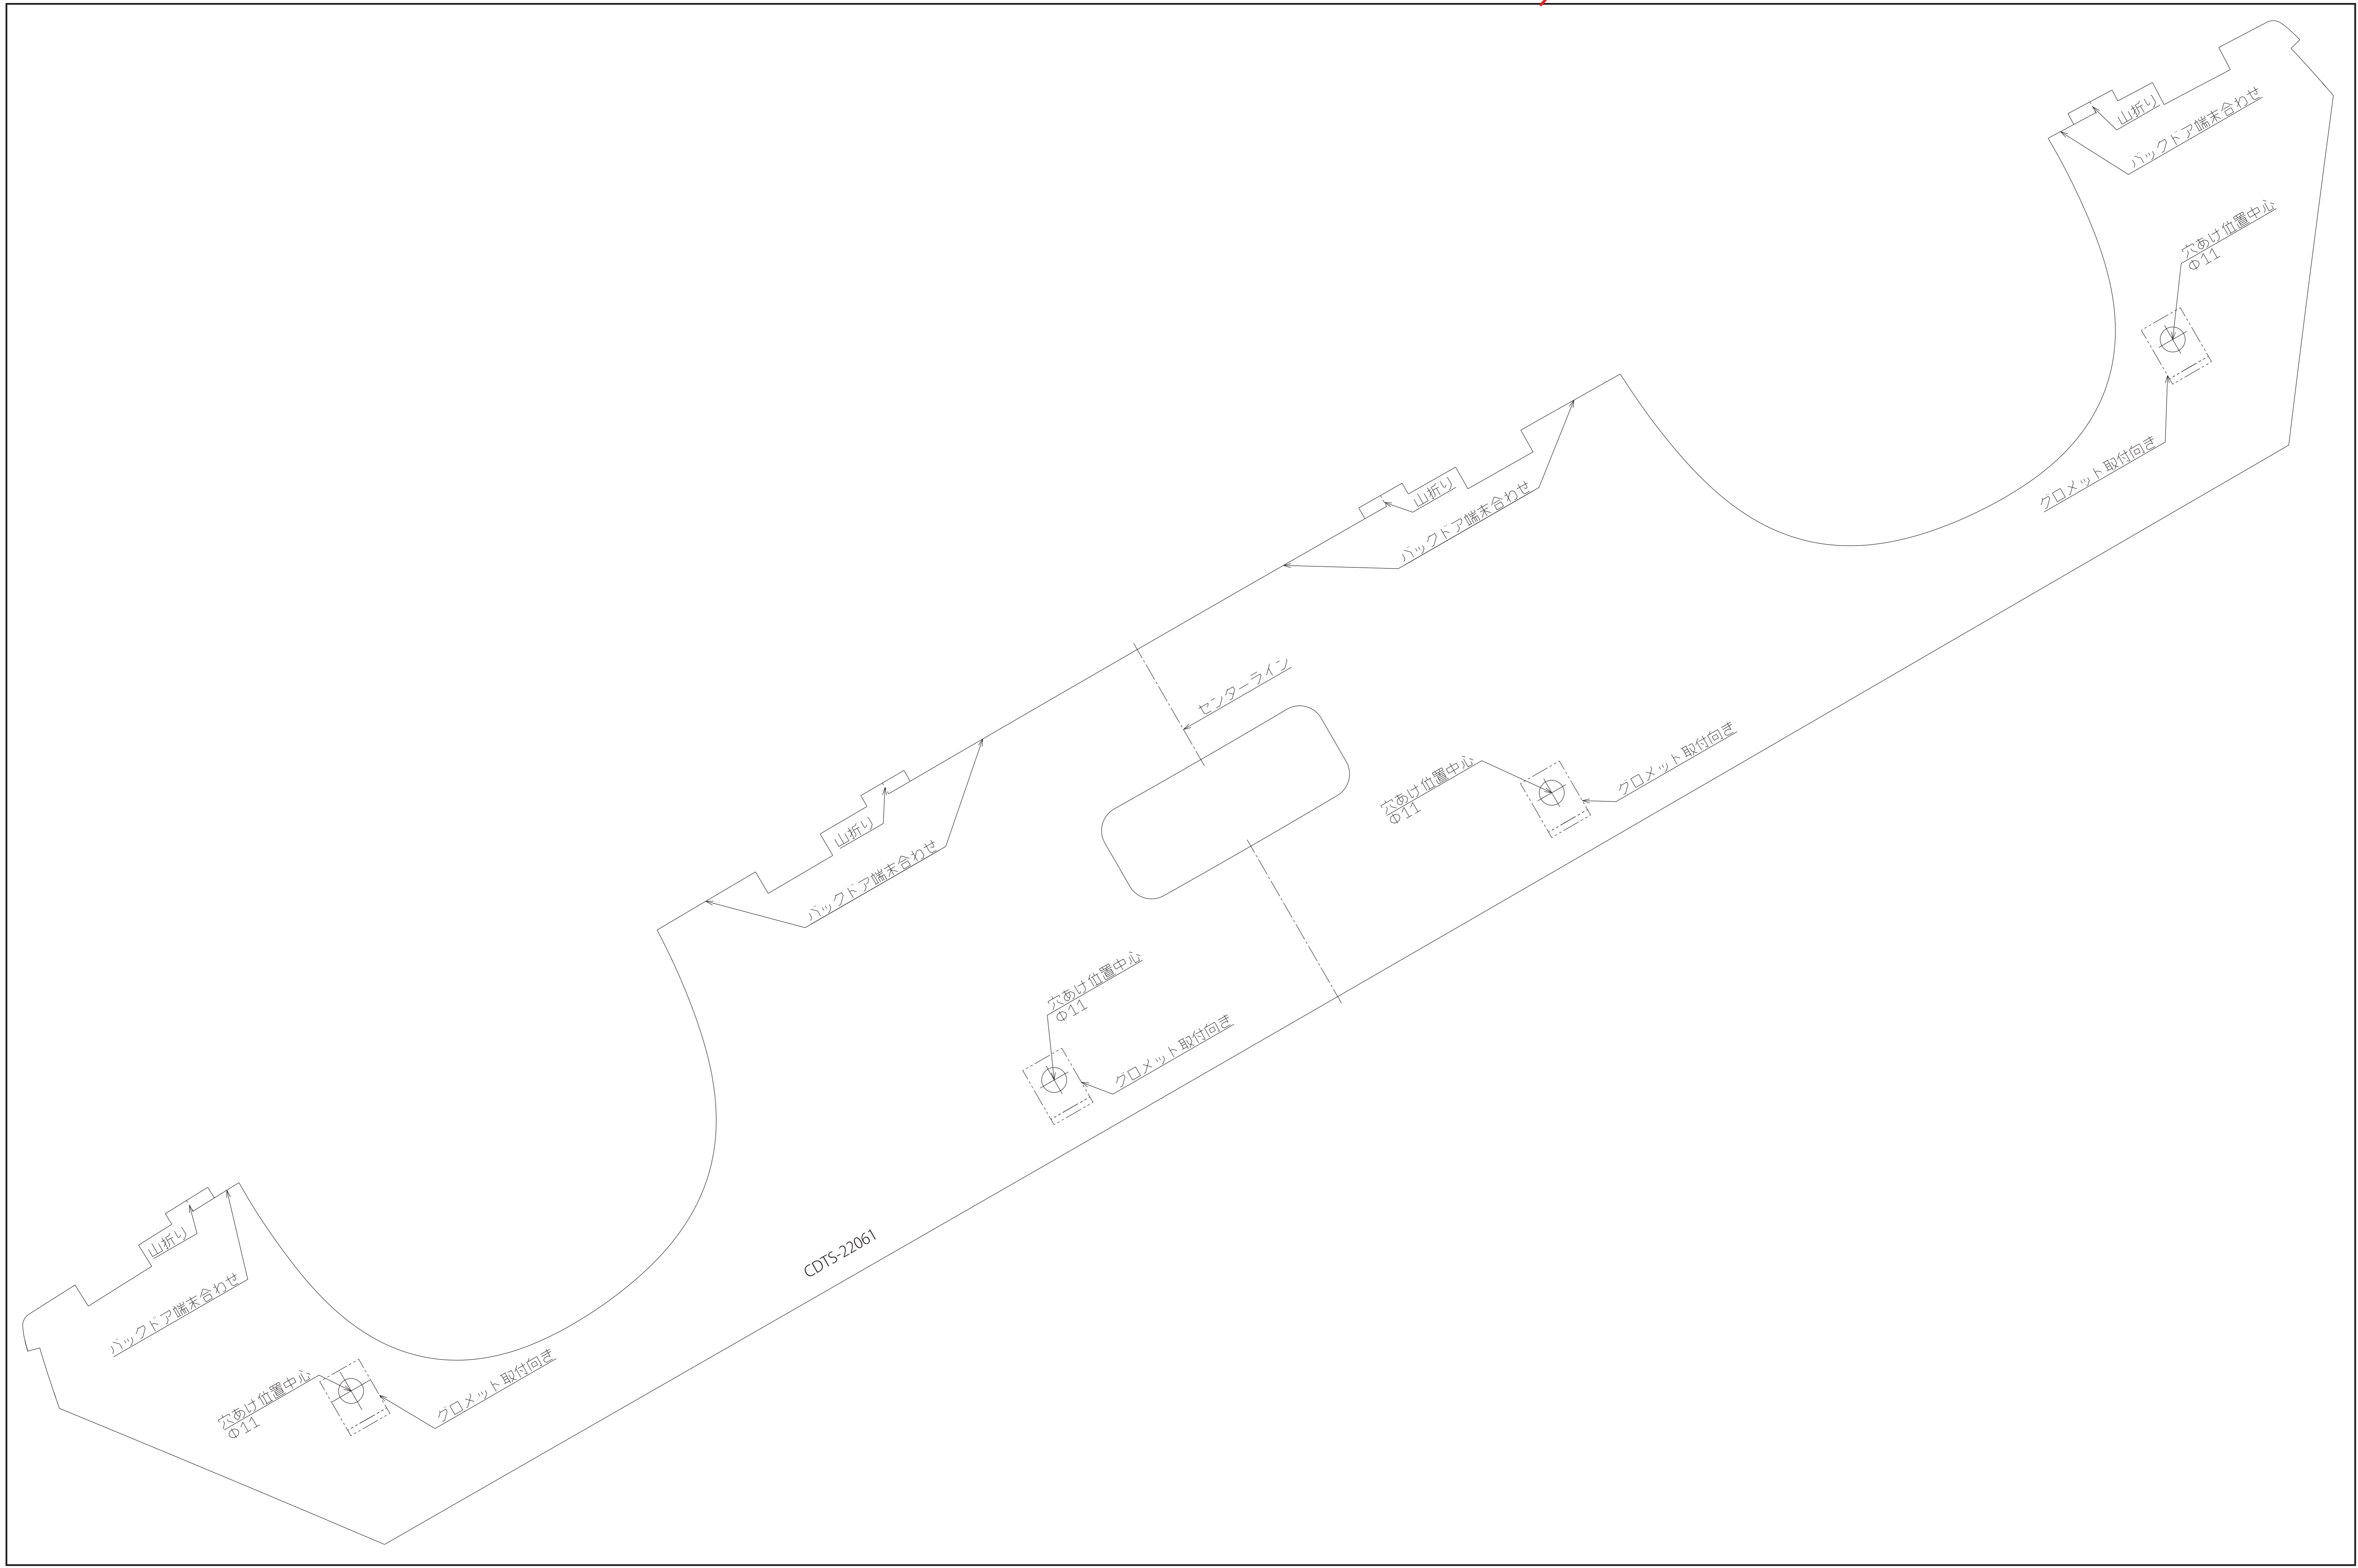 山折り
バックドア端末合わせ
穴あけ位置中心
Φ11
グロメット取付向き
山折り
バックドア端末合わせ
センターライン
穴あけ位置中心
Φ11
グロメット取付向き
山折り
バックドア端末合わせ
穴あけ位置中心
Φ11
グロメット取付向き
CDTS-22061
山折り
バックドア端末合わせ
穴あけ位置中心
Φ11
グロメット取付向き